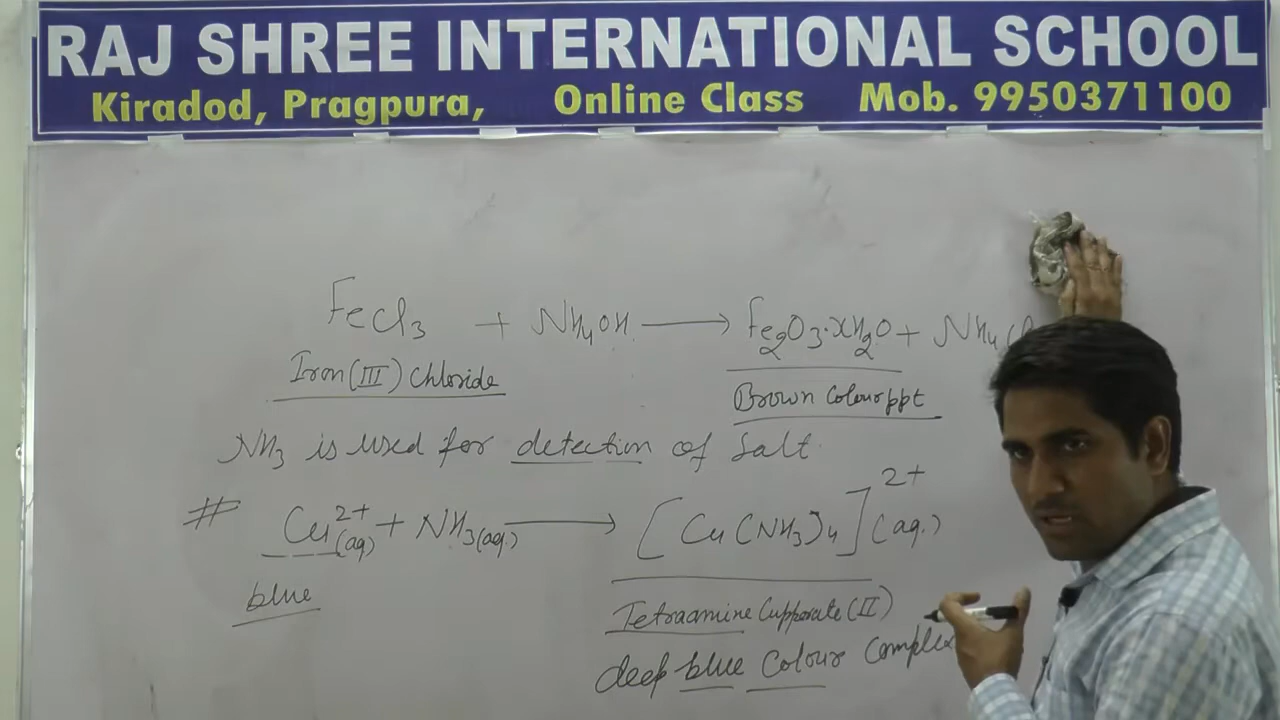 RAJ SHREE INTERNATIONAL SCHOOL
Kiradod, Pragpura, Online Class Mob. 9950371100
FeCl3 + NH4OH ⟶ Fe2O3·xH2O + NH4
Iron (III) Chloride
Brown Colour ppt
NH3 is used for detection of Salt.
# Cu2+(aq) + NH3(aq.) ⟶ [Cu(NH3)4]2+ (aq.)
blue
Tetraamine Cupperate (II)
deep blue Colour Complex